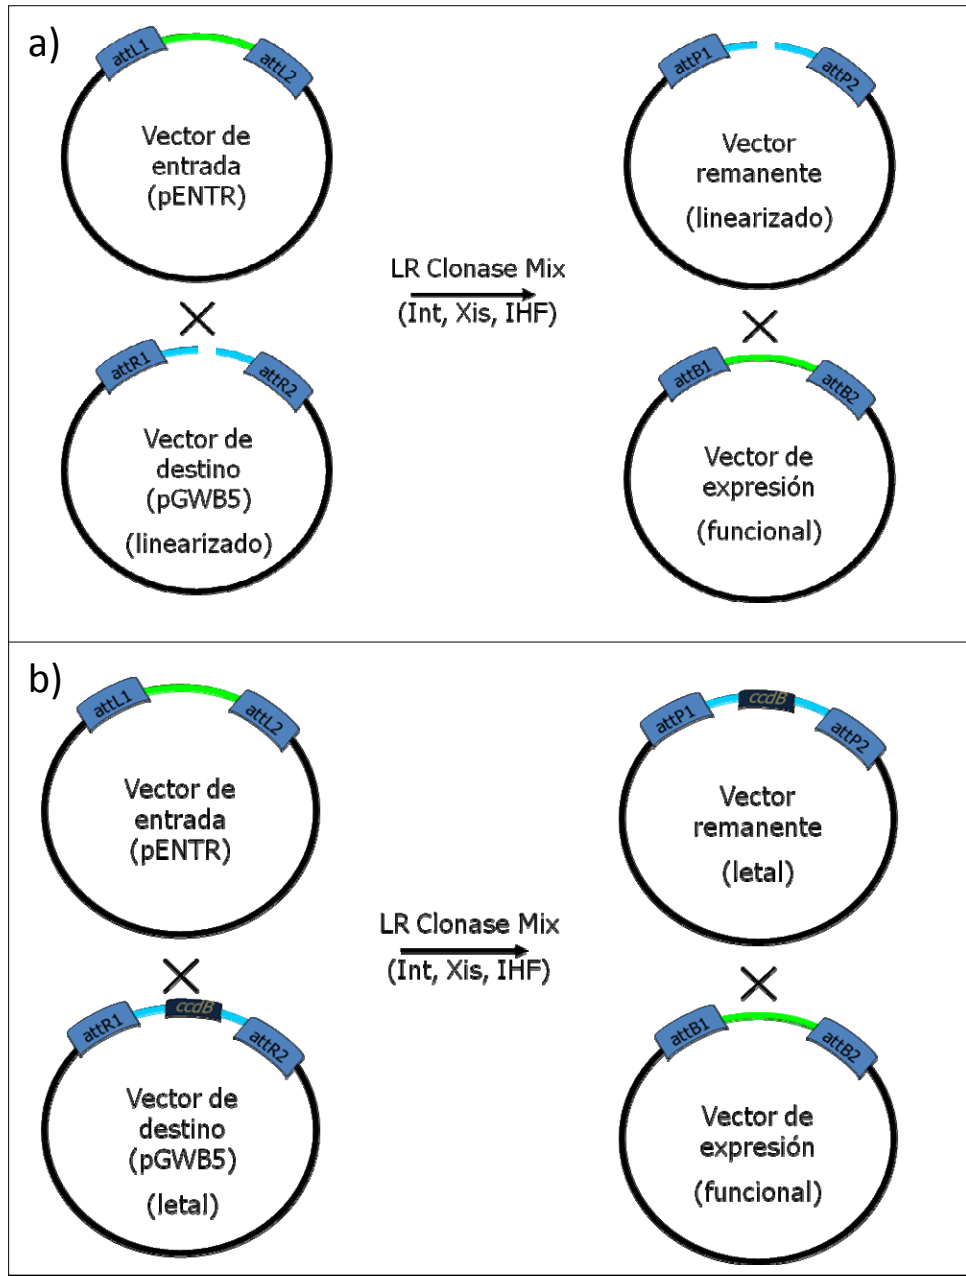 a)
attL1
attL2
Vector de
entrada
(pENTR)
attR1
attR2
Vector de
destino
(pGWB5)
(linearizado)
LR Clonase Mix
(Int, Xis, IHF)
attP1
attP2
Vector
remanente
(linearizado)
attB1
attB2
Vector de
expresión
(funcional)
b)
attL1
attL2
Vector de
entrada
(pENTR)
attR1
ccdB
attR2
Vector de
destino
(pGWB5)
(letal)
LR Clonase Mix
(Int, Xis, IHF)
attP1
ccdB
attP2
Vector
remanente
(letal)
attB1
attB2
Vector de
expresión
(funcional)